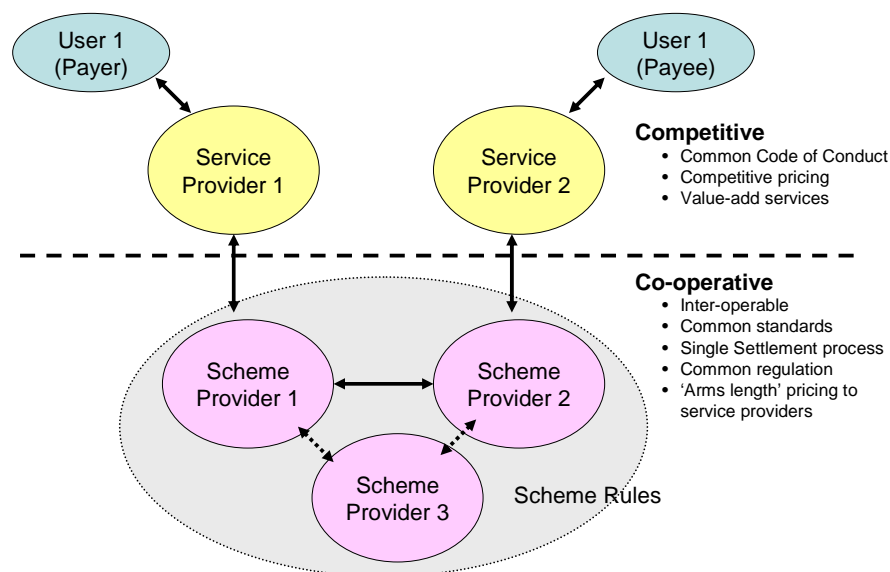 User 1
(Payer)
User 1
(Payee)
Service
Provider 1
Service
Provider 2
Competitive
• Common Code of Conduct
• Competitive pricing
• Value-add services
Co-operative
• Inter-operable
• Common standards
• Single Settlement process
• Common regulation
• ‘Arms length’ pricing to
service providers
Scheme
Provider 1
Scheme
Provider 2
Scheme
Provider 3
Scheme Rules